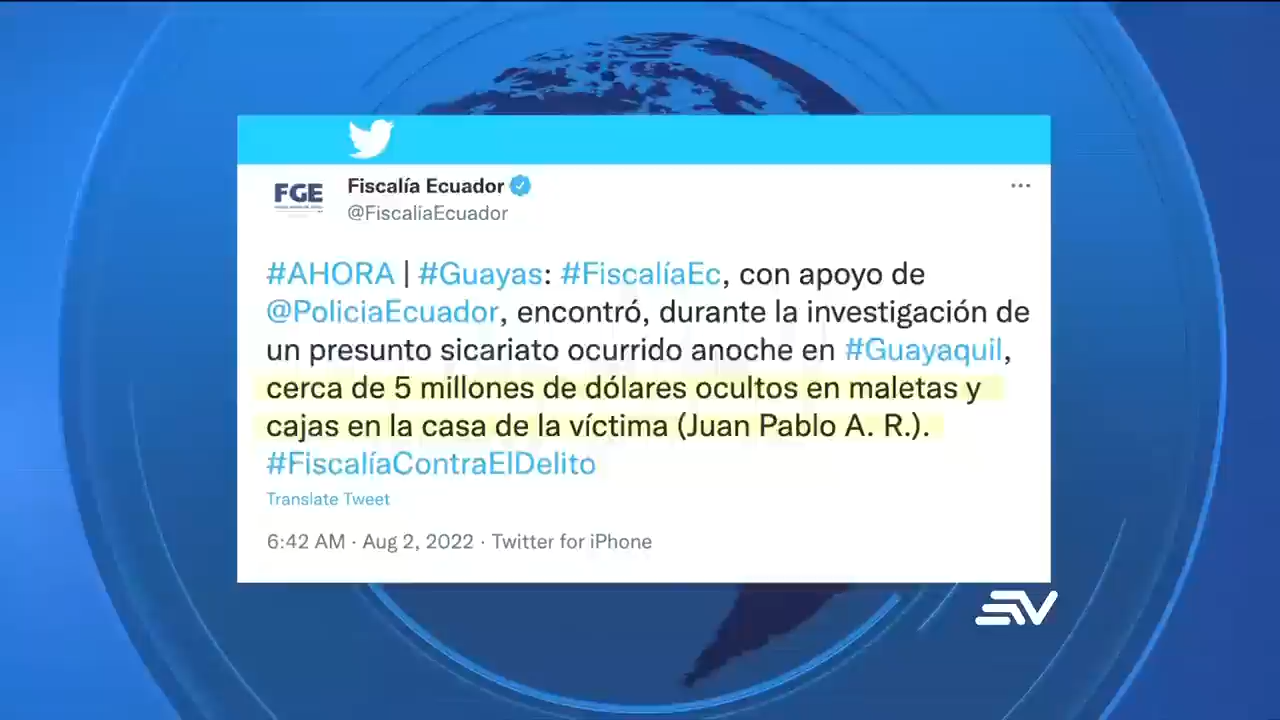 FGE
Fiscalía Ecuador
@FiscaliaEcuador
#AHORA | #Guayas: #FiscalíaEc, con apoyo de
@PoliciaEcuador, encontró, durante la investigación de
un presunto sicariato ocurrido anoche en #Guayaquil,
cerca de 5 millones de dólares ocultos en maletas y
cajas en la casa de la víctima (Juan Pablo A. R.).
#FiscalíaContraElDelito
Translate Tweet
6:42 AM · Aug 2, 2022 · Twitter for iPhone